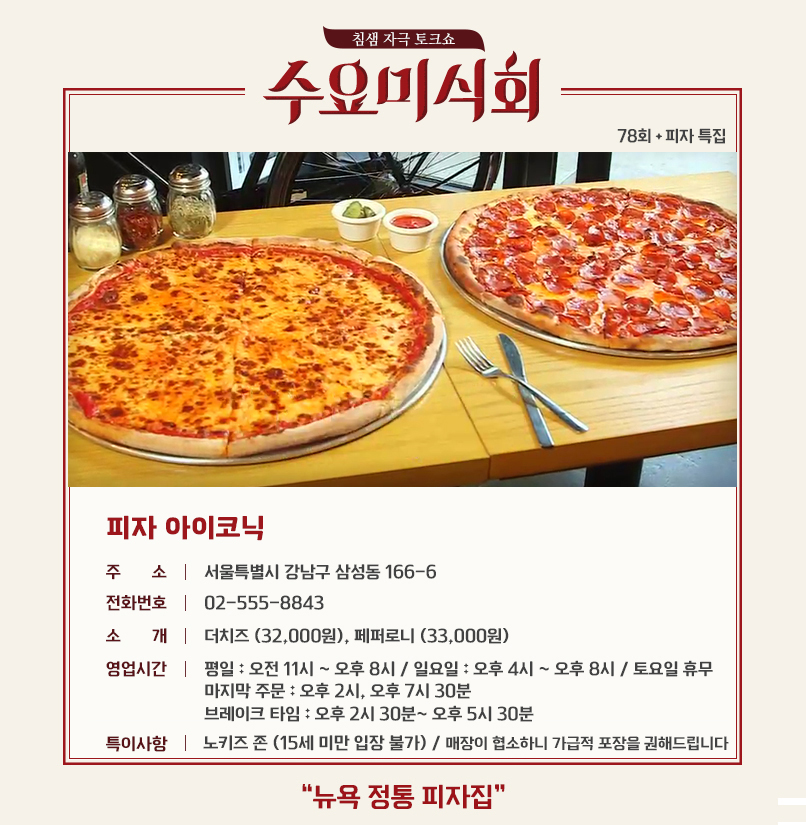 침샘 자극 토크쇼
수요미식회
78회 + 피자 특집
피자 아이코닉
주 소 | 서울특별시 강남구 삼성동 166-6
전화번호 | 02-555-8843
소 개 | 더치즈 (32,000원), 페퍼로니 (33,000원)
영업시간 | 평일 : 오전 11시 ~ 오후 8시 / 일요일 : 오후 4시 ~ 오후 8시 / 토요일 휴무
마지막 주문 : 오후 2시, 오후 7시 30분
브레이크 타임 : 오후 2시 30분~ 오후 5시 30분
특이사항 | 노키즈 존 (15세 미만 입장 불가) / 매장이 협소하니 가급적 포장을 권해드립니다
“뉴욕 정통 피자집”